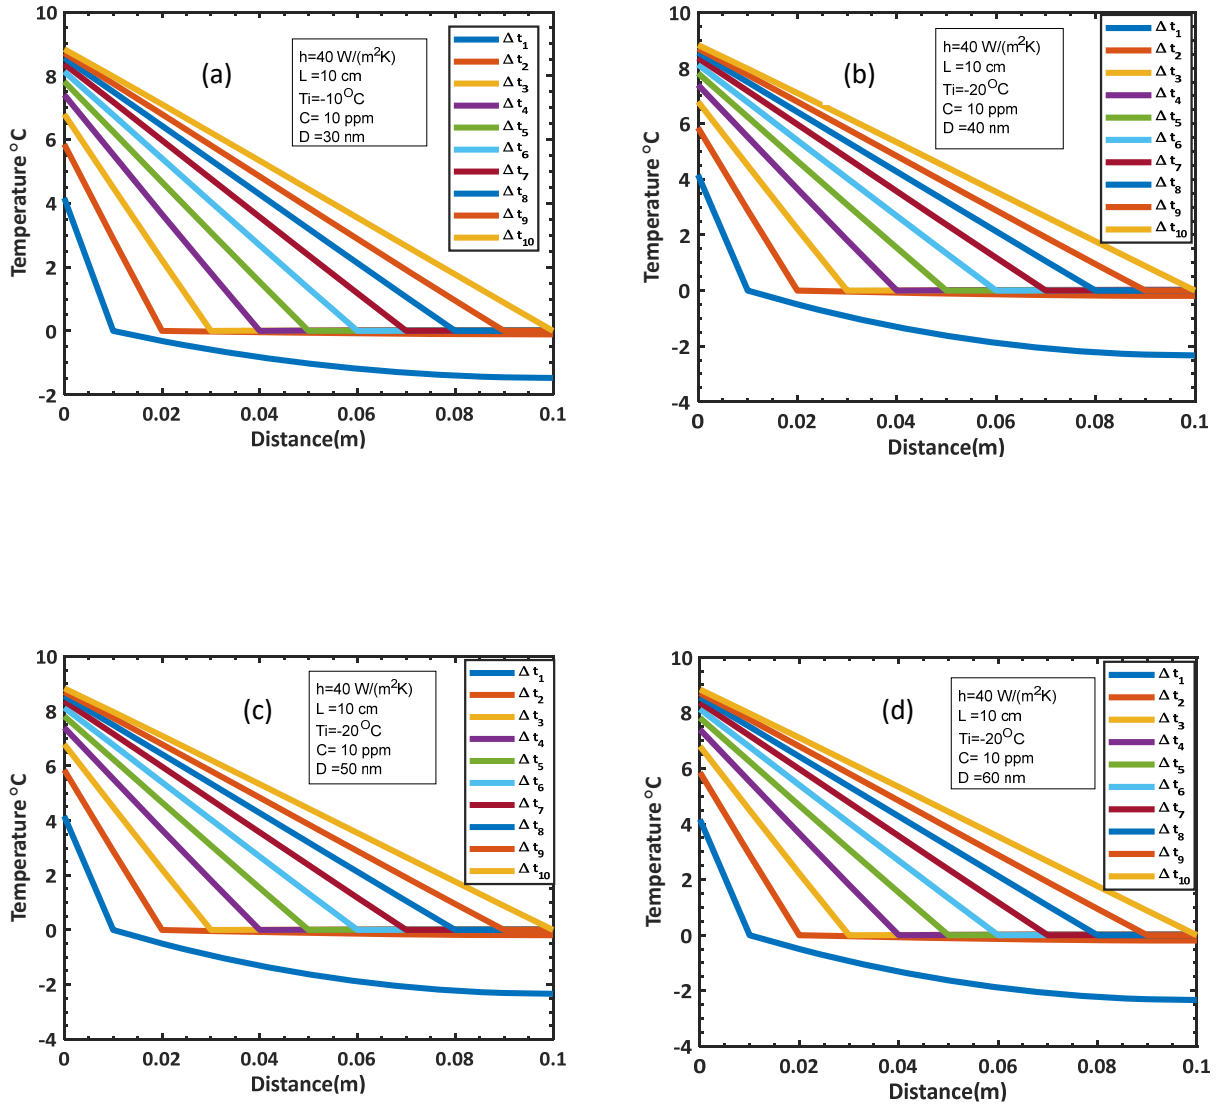 (a)
h=40 W/(m²K)
L =10 cm
Ti=-10°C
C= 10 ppm
D =30 nm
Δ t₁
Δ t₂
Δ t₃
Δ t₄
Δ t₅
Δ t₆
Δ t₇
Δ t₈
Δ t₉
Δ t₁₀
Temperature °C
10
8
6
4
2
0
-2
0 0.02 0.04 0.06 0.08 0.1
Distance(m)
(b)
h=40 W/(m²K)
L =10 cm
Ti=-20°C
C= 10 ppm
D =40 nm
Δ t₁
Δ t₂
Δ t₃
Δ t₄
Δ t₅
Δ t₆
Δ t₇
Δ t₈
Δ t₉
Δ t₁₀
Temperature °C
10
8
6
4
2
0
-2
-4
0 0.02 0.04 0.06 0.08 0.1
Distance(m)
(c)
h=40 W/(m²K)
L =10 cm
Ti=-20°C
C= 10 ppm
D =50 nm
Δ t₁
Δ t₂
Δ t₃
Δ t₄
Δ t₅
Δ t₆
Δ t₇
Δ t₈
Δ t₉
Δ t₁₀
Temperature °C
10
8
6
4
2
0
-2
-4
0 0.02 0.04 0.06 0.08 0.1
Distance(m)
(d)
h=40 W/(m²K)
L =10 cm
Ti=-20°C
C= 10 ppm
D =60 nm
Δ t₁
Δ t₂
Δ t₃
Δ t₄
Δ t₅
Δ t₆
Δ t₇
Δ t₈
Δ t₉
Δ t₁₀
Temperature °C
10
8
6
4
2
0
-2
-4
0 0.02 0.04 0.06 0.08 0.1
Distance(m)